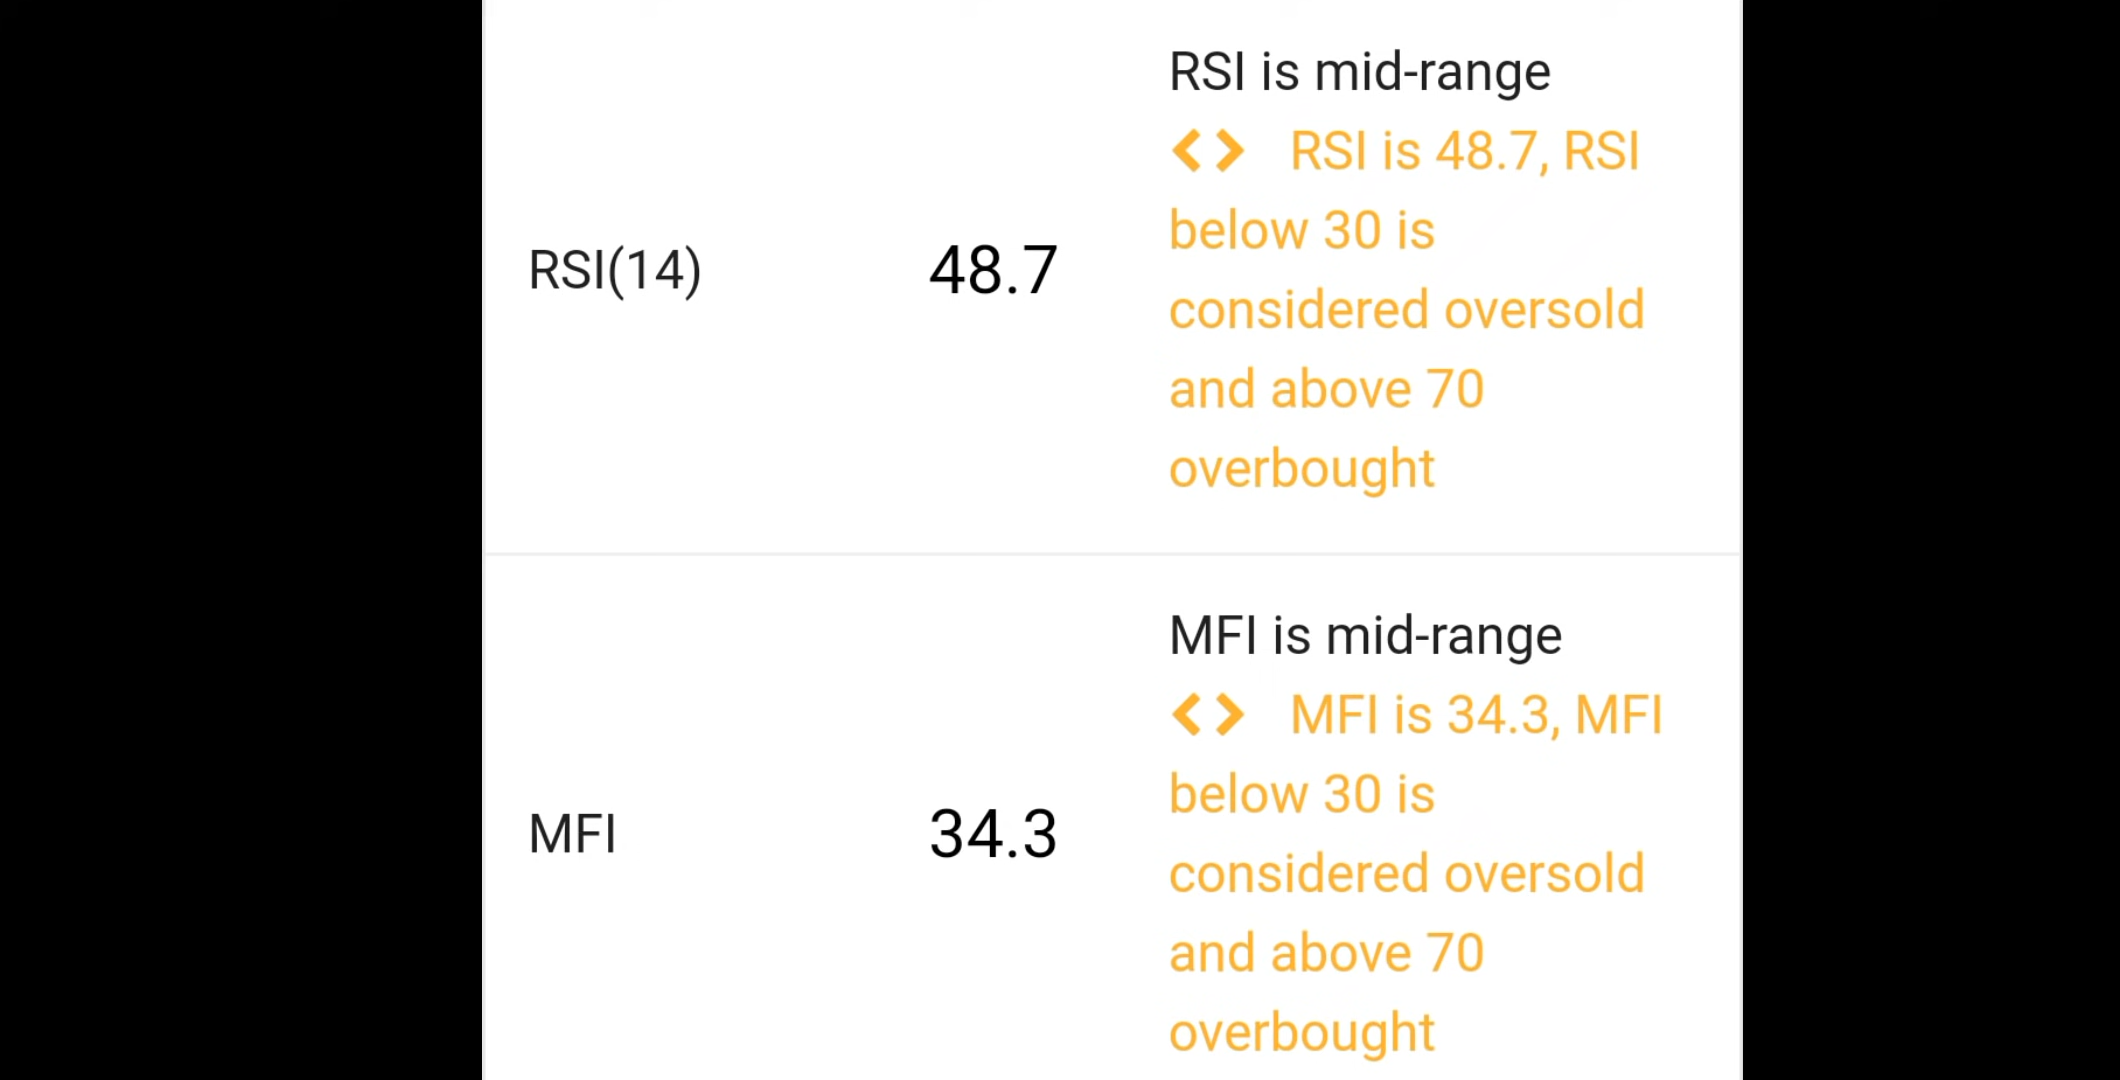 RSI(14)
48.7
RSI is mid-range
RSI is 48.7, RSI
below 30 is
considered oversold
and above 70
overbought
MFI
34.3
MFI is mid-range
MFI is 34.3, MFI
below 30 is
considered oversold
and above 70
overbought